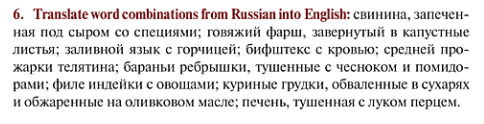 6. Translate word combinations from Russian into English: свинина, запечен-
ная под сыром со специями; говяжий фарш, завернутый в капустные
листья; заливной язык с горчицей; бифштекс с кровью; средней про-
жарки телятина; бараньи ребрышки, тушенные с чесноком и помидо-
рами; филе индейки с овощами; куриные грудки, обваленные в сухарях
и обжаренные на оливковом масле; печень, тушенная с луком перцем.